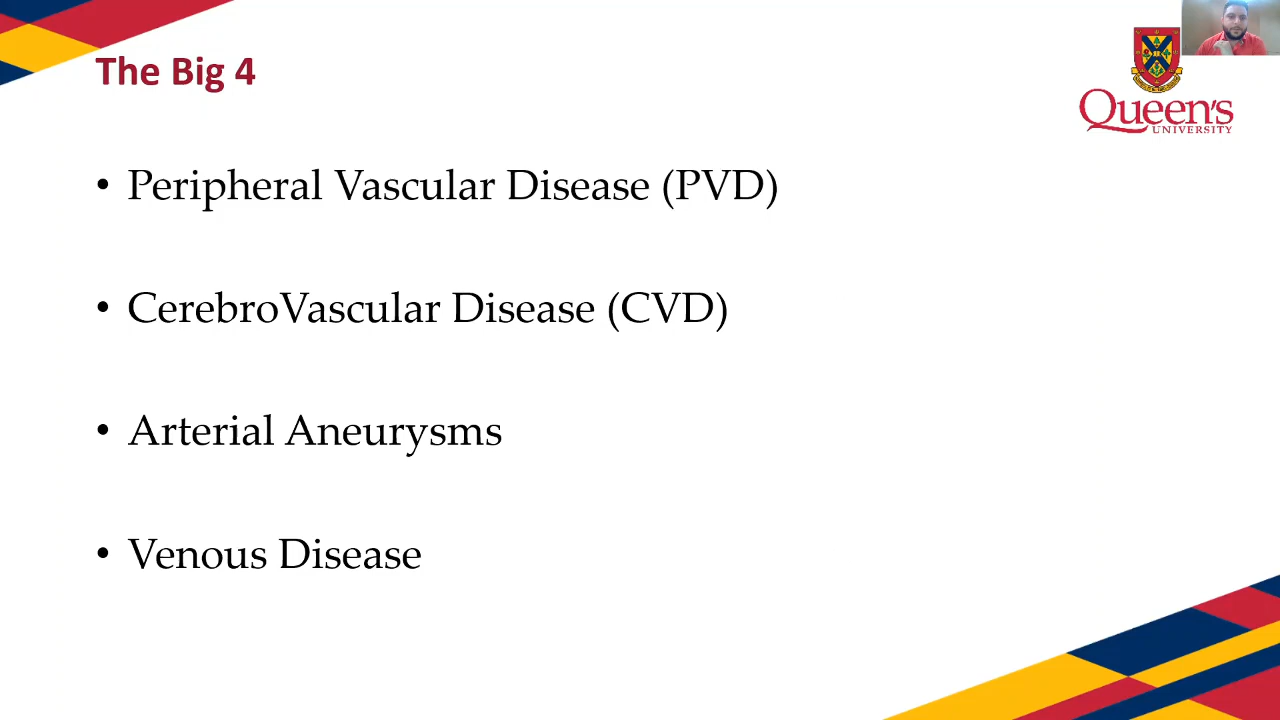 The Big 4
Queen's
UNIVERSITY
• Peripheral Vascular Disease (PVD)
• CerebroVascular Disease (CVD)
• Arterial Aneurysms
• Venous Disease